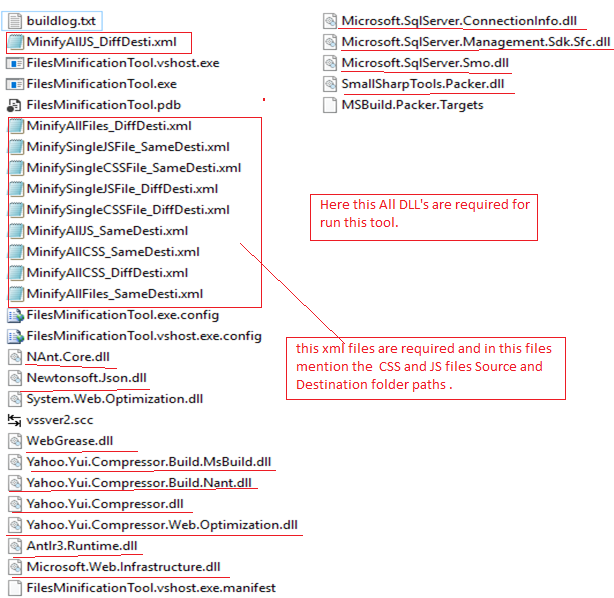 buildlog.txt
MinifyAllJS_DiffDesti.xml
FilesMinificationTool.vshost.exe
FilesMinificationTool.exe
FilesMinificationTool.pdb
MinifyAllFiles_DiffDesti.xml
MinifySingleJSFile_SameDesti.xml
MinifySingleCSSFile_SameDesti.xml
MinifySingleJSFile_DiffDesti.xml
MinifySingleCSSFile_DiffDesti.xml
MinifyAllJS_SameDesti.xml
MinifyAllCSS_SameDesti.xml
MinifyAllCSS_DiffDesti.xml
MinifyAllFiles_SameDesti.xml
FilesMinificationTool.exe.config
FilesMinificationTool.vshost.exe.config
NAnt.Core.dll
Newtonsoft.Json.dll
System.Web.Optimization.dll
vssver2.scc
WebGrease.dll
Yahoo.Yui.Compressor.Build.MsBuild.dll
Yahoo.Yui.Compressor.Build.Nant.dll
Yahoo.Yui.Compressor.dll
Yahoo.Yui.Compressor.Web.Optimization.dll
Antlr3.Runtime.dll
Microsoft.Web.Infrastructure.dll
FilesMinificationTool.vshost.exe.manifest
Microsoft.SqlServer.ConnectionInfo.dll
Microsoft.SqlServer.Management.Sdk.Sfc.dll
Microsoft.SqlServer.Smo.dll
SmallSharpTools.Packer.dll
MSBuild.Packer.Targets
Here this All DLL's are required for
run this tool.
this xml files are required and in this files
mention the CSS and JS files Source and
Destination folder paths .